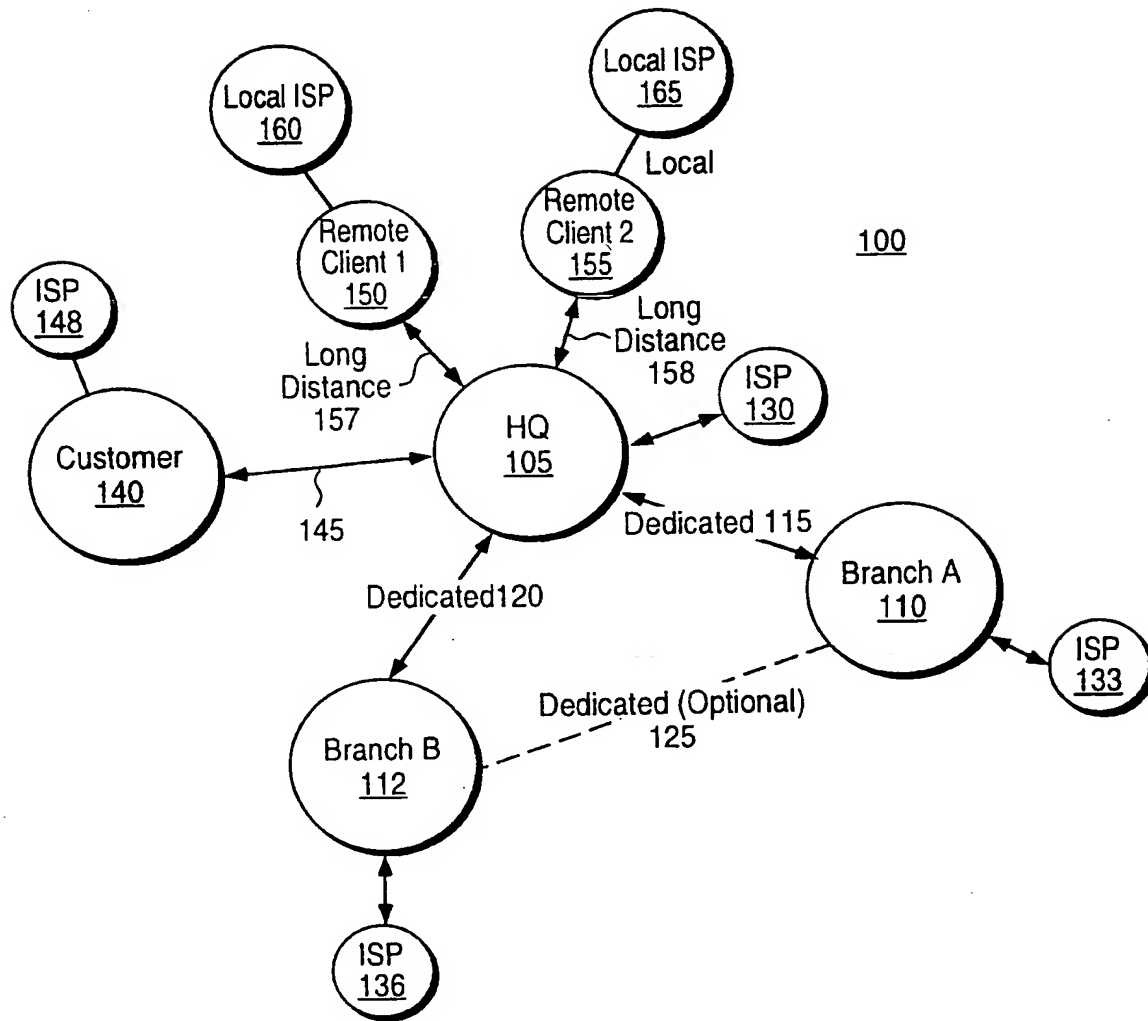 Local ISP
165
Local ISP
160
Local
Remote
Client 2
155
Remote
Client 1
150
100
ISP
148
Long
Distance
158
Long
Distance
157
ISP
130
HQ
105
Customer
140
145
Dedicated 115
Branch A
110
Dedicated120
ISP
133
Dedicated (Optional)
125
Branch B
112
ISP
136